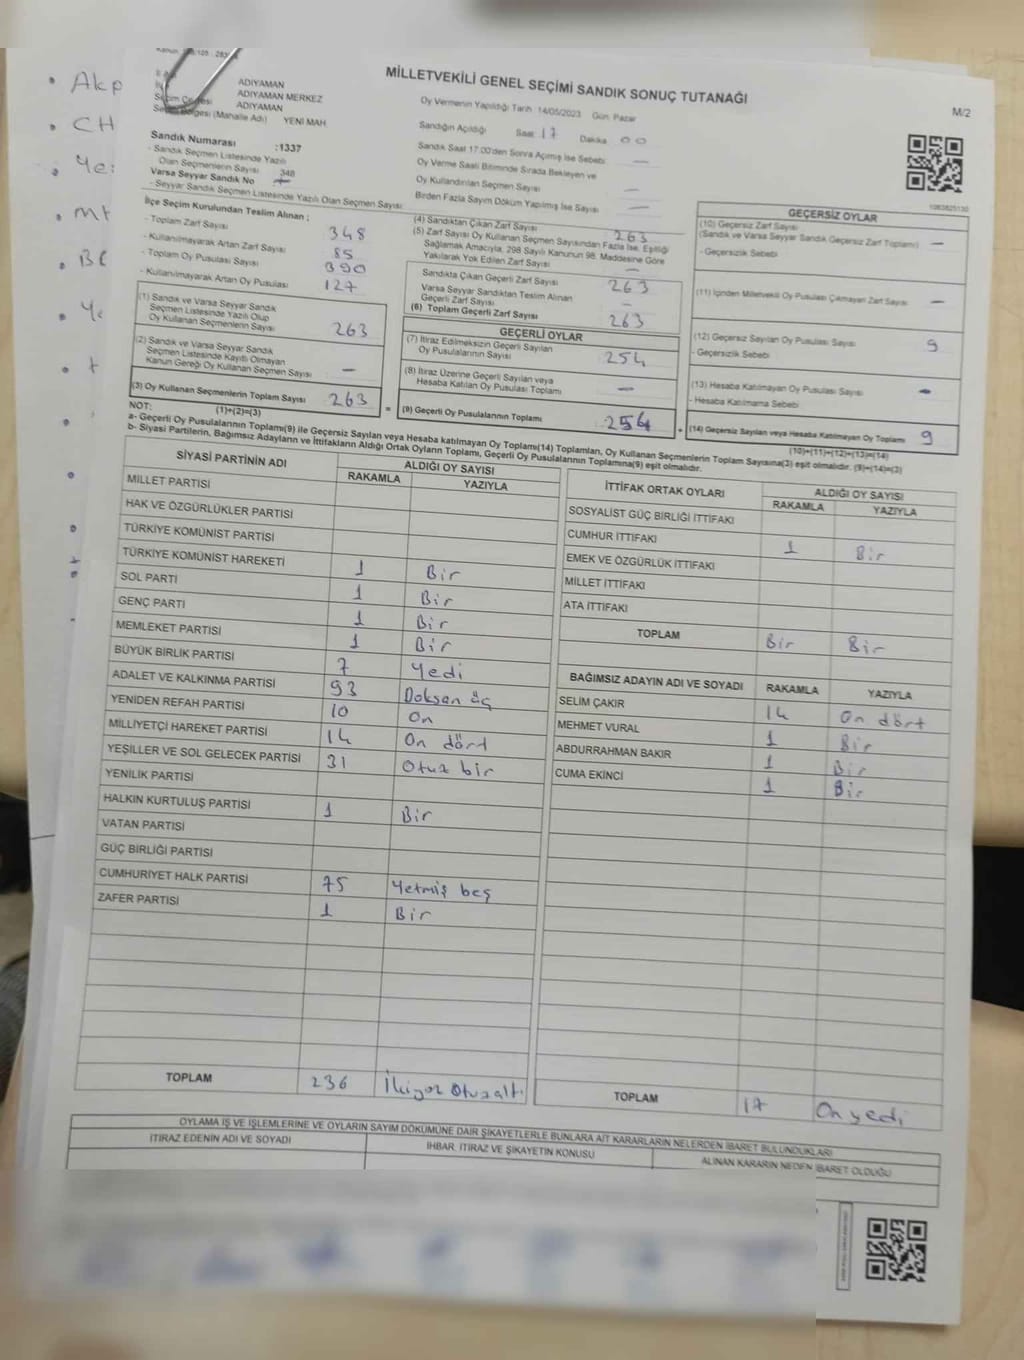 • Akp
• CH
• Ye
• MH
ADIYAMAN
ADIYAMAN MERKEZ
Seçim Çevresi ADIYAMAN
(Mahalle Adı) YENİ MAH
MİLLETVEKİLİ GENEL SEÇİMİ SANDIK SONUÇ TUTANAĞI
M/2
Oy Vermenin Yapıldığı Tarih 14/05/2023 Gün Pazar
Sandığın Açıldığı Saat 17 Dakika 00
Sandık Saat 17.00'den Sonra Açımış İse Sebebi —
Oy Verme Saati Bitiminde Sırada Bekleyen ve
Oy Kullandırılan Seçmen Sayısı —
Birden Fazla Sayım Döküm Yapılmış İse Sayısı —
Sandık Numarası :1337
- Sandık Seçmen Listesinde Yazılı
Olan Seçmenlerin Sayısı 348
Varsa Seyyar Sandık No
- Seyyar Sandık Seçmen Listesinde Yazılı Olan Seçmen Sayısı
İlçe Seçim Kurulundan Teslim Alınan ;
- Toplam Zarf Sayısı 348
- Kullanılmayarak Artan Zarf Sayısı 85
- Toplam Oy Pusulası Sayısı 390
- Kullanılmayarak Artan Oy Pusulası 127
(1) Sandık ve Varsa Seyyar Sandık
Seçmen Listesinde Yazılı Olup
Oy Kullanan Seçmenlerin Sayısı 263
(2) Sandık ve Varsa Seyyar Sandık
Seçmen Listesinde Kayıtlı Olmayan
Kanun Gereği Oy Kullanan Seçmen Sayısı —
(3) Oy Kullanan Seçmenlerin Toplam Sayısı 263
(1)+(2)=(3)
(4) Sandıktan Çıkan Zarf Sayısı 263
(5) Zarf Sayısı Oy Kullanan Seçmen Sayısından Fazla İse, Eşitliği
Sağlamak Amacıyla, 298 Sayılı Kanunun 98. Maddesine Göre
Yakılarak Yok Edilen Zarf Sayısı —
Sandıkta Çıkan Geçerli Zarf Sayısı 263
Varsa Seyyar Sandıktan Teslim Alınan
Geçerli Zarf Sayısı —
(6) Toplam Geçerli Zarf Sayısı 263
GEÇERLİ OYLAR
(7) İtiraz Edilmeksizin Geçerli Sayılan
Oy Pusulalarının Sayısı 254
(8) İtiraz Üzerine Geçerli Sayılan veya
Hesaba Katılan Oy Pusulası Toplamı —
= (9) Geçerli Oy Pusulalarının Toplamı 254
1083825130
GEÇERSİZ OYLAR
(10) Geçersiz Zarf Sayısı
(Sandık ve Varsa Seyyar Sandık Geçersiz Zarf Toplamı) —
- Geçersizlik Sebebi
(11) İçinden Milletvekili Oy Pusulası Çıkmayan Zarf Sayısı —
(12) Geçersiz Sayılan Oy Pusulası Sayısı 9
- Geçersizlik Sebebi
(13) Hesaba Katılmayan Oy Pusulası Sayısı —
- Hesaba Katılmama Sebebi
+ (14) Geçersiz Sayılan veya Hesaba Katılmayan Oy Toplamı 9
(10)+(11)+(12)+(13)=(14)
NOT:
a- Geçerli Oy Pusulalarının Toplamı(9) ile Geçersiz Sayılan veya Hesaba katılmayan Oy Toplamı(14) Toplamları, Oy Kullanan Seçmenlerin Toplam Sayısına(3) eşit olmalıdır. (9)+(14)=(3)
b- Siyasi Partilerin, Bağımsız Adayların ve İttifakların Aldığı Ortak Oyların Toplamı, Geçerli Oy Pusulalarının Toplamına(9) eşit olmalıdır.
SİYASİ PARTİNİN ADI ALDIĞI OY SAYISI
RAKAMLA YAZIYLA
MİLLET PARTİSİ
HAK VE ÖZGÜRLÜKLER PARTİSİ
TÜRKİYE KOMÜNİST PARTİSİ
TÜRKİYE KOMÜNİST HAREKETİ 1 Bir
SOL PARTİ 1 Bir
GENÇ PARTİ 1 Bir
MEMLEKET PARTİSİ 1 Bir
BÜYÜK BİRLİK PARTİSİ 7 Yedi
ADALET VE KALKINMA PARTİSİ 93 Doksan üç
YENİDEN REFAH PARTİSİ 10 On
MİLLİYETÇİ HAREKET PARTİSİ 14 On dört
YEŞİLLER VE SOL GELECEK PARTİSİ 31 Otuz bir
YENİLİK PARTİSİ
HALKIN KURTULUŞ PARTİSİ 1 Bir
VATAN PARTİSİ
GÜÇ BİRLİĞİ PARTİSİ
CUMHURİYET HALK PARTİSİ 75 Yetmiş beş
ZAFER PARTİSİ 1 Bir
TOPLAM 236 İkiyüz Otuzaltı
İTTİFAK ORTAK OYLARI ALDIĞI OY SAYISI
RAKAMLA YAZIYLA
SOSYALİST GÜÇ BİRLİĞİ İTTİFAKI
CUMHUR İTTİFAKI 1 Bir
EMEK VE ÖZGÜRLÜK İTTİFAKI
MİLLET İTTİFAKI
ATA İTTİFAKI
TOPLAM Bir Bir
BAĞIMSIZ ADAYIN ADI VE SOYADI RAKAMLA YAZIYLA
SELİM ÇAKIR 14 On dört
MEHMET VURAL 1 Bir
ABDURRAHMAN BAKIR 1 Bir
CUMA EKİNCİ 1 Bir
TOPLAM 17 On yedi
OYLAMA İŞ VE İŞLEMLERİNE VE OYLARIN SAYIM DÖKÜMÜNE DAİR ŞİKAYETLERLE BUNLARA AİT KARARLARIN NELERDEN İBARET BULUNDUKLARI
İTİRAZ EDENİN ADI VE SOYADI
İHBAR, İTİRAZ VE ŞİKAYETİN KONUSU
ALINAN KARARIN NEDEN İBARET OLDUĞU